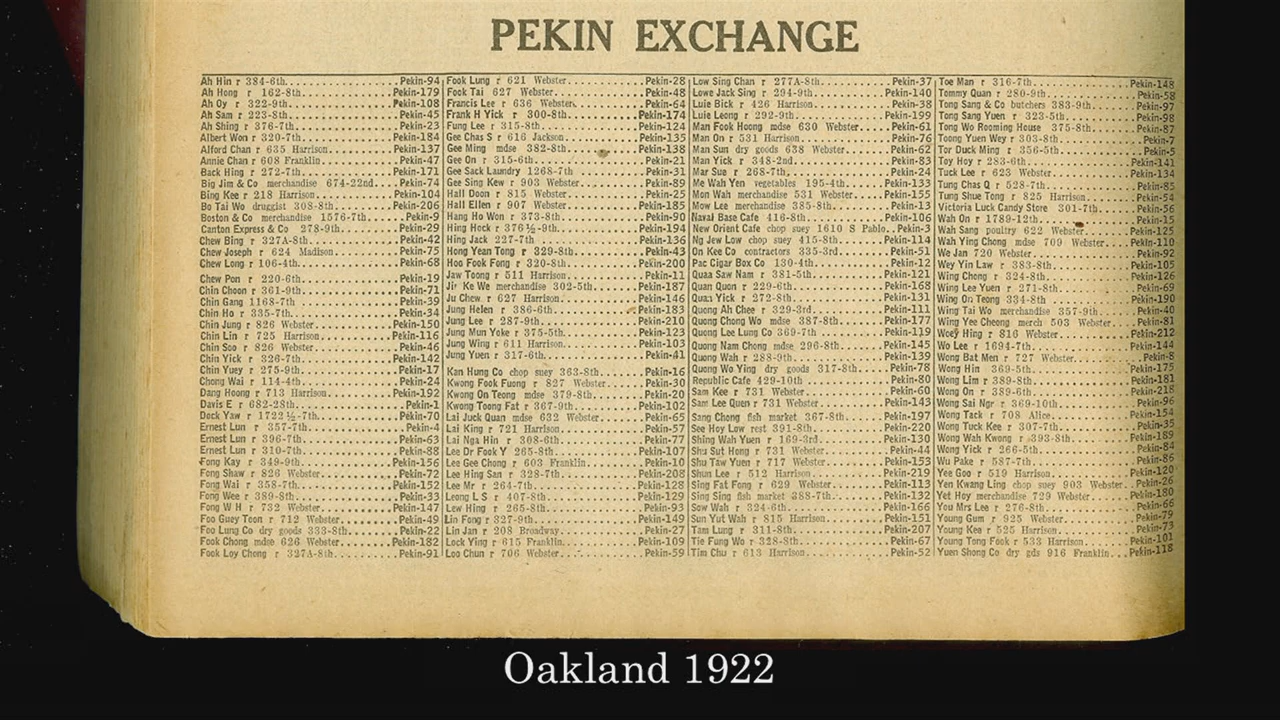 PEKIN EXCHANGE
Ah Hin r 384-6th Pekin-94
Ah Hong r 162-8th Pekin-179
Ah Oy r 322-9th Pekin-108
Ah Sam r 223-8th Pekin-45
Ah Shing r 376-7th Pekin-23
Albert Won r 320-7th Pekin-184
Alford Chan r 635 Harrison Pekin-137
Annie Chan r 608 Franklin Pekin-47
Back Hing r 272-7th Pekin-171
Big Jim & Co merchandise 674-22nd Pekin-74
Bing Kee r 218 Harrison Pekin-104
Bo Tai Wo druggist 308-8th Pekin-206
Boston & Co merchandise 1576-7th Pekin-9
Canton Express & Co 278-9th Pekin-29
Chew Bing r 327A-8th Pekin-42
Chew Joseph r 624 Madison Pekin-75
Chew Long r 106-4th Pekin-68
Chew Pon r 220-6th Pekin-19
Chin Choon r 361-9th Pekin-71
Chin Gang 1168-7th Pekin-39
Chin Ho r 335-7th Pekin-34
Chin Jung r 826 Webster Pekin-150
Chin Lin r 725 Harrison Pekin-116
Chin Soo r 826 Webster Pekin-46
Chin Yick r 326-7th Pekin-142
Chin Yuey r 275-9th Pekin-17
Chong Wai r 114-4th Pekin-24
Dang Hoong r 713 Harrison Pekin-192
Davis E r 682-28th Pekin-1
Dock Yaw r 1722½-7th Pekin-70
Ernest Lun r 357-7th Pekin-4
Ernest Lun r 396-7th Pekin-63
Ernest Lun r 310-7th Pekin-88
Fong Kay r 349-9th Pekin-156
Fong Shaw r 826 Webster Pekin-72
Fong Wai r 358-7th Pekin-152
Fong Wee r 389-8th Pekin-33
Fong W H r 732 Webster Pekin-147
Foo Guey Toon r 712 Webster Pekin-49
Foo Lung Co dry goods 333-8th Pekin-22
Fook Chong mdse 626 Webster Pekin-182
Fook Loy Chong r 327A-8th Pekin-91
Fook Lung r 621 Webster Pekin-28
Fook Tai 627 Webster Pekin-48
Francis Lee r 636 Webster Pekin-64
Frank H Yick r 300-8th Pekin-174
Fung Lee r 315-8th Pekin-124
Gee Chas S r 616 Jackson Pekin-135
Gee Ming mdse 382-8th Pekin-138
Gee On r 315-6th Pekin-21
Gee Sack Laundry 1268-7th Pekin-31
Gee Sing Kew r 903 Webster Pekin-89
Hall Doon r 815 Webster Pekin-25
Hall Ellen r 907 Webster Pekin-185
Hang Ho Won r 373-8th Pekin-90
Hing Hock r 376½-9th Pekin-194
Hing Jack 227-7th Pekin-136
Hong Yean Tong r 329-8th Pekin-43
Hoo Fook Fong r 320-8th Pekin-200
Jaw Toong r 511 Harrison Pekin-11
Ke We merchandise 302-5th Pekin-187
Ju Chew r 627 Harrison Pekin-146
Jung Helen r 386-6th Pekin-183
Jung Lee r 287-9th Pekin-210
Jung Mun Yoke r 375-5th Pekin-123
Jung Wing r 611 Harrison Pekin-103
Jung Yuen r 317-6th Pekin-41
Kan Hung Co chop suey 363-8th Pekin-16
Kwong Fook Fuong r 827 Webster Pekin-30
Kwong On Teong mdse 379-8th Pekin-20
Kwong Toong Fat r 367-9th Pekin-102
Lai Juck Quan mdse 632 Webster Pekin-65
Lai King r 721 Harrison Pekin-57
Lai Nga Hin r 308-6th Pekin-77
Lee Dr Fook Y 265-8th Pekin-107
Lee Gee Chong r 603 Franklin Pekin-10
Lee Hing San r 328-7th Pekin-208
Lee Mr r 264-7th Pekin-128
Leong L S r 407-8th Pekin-129
Lew Hing r 265-8th Pekin-93
Lin Fong r 327-9th Pekin-149
Lin Jan r 208 Broadway Pekin-27
Lock Ying r 615 Franklin Pekin-109
Loo Chun r 706 Webster Pekin-59
Low Sing Chan r 277A-8th Pekin-37
Lowe Jack Sing r 294-9th Pekin-140
Luie Bick r 426 Harrison Pekin-38
Luie Leong r 292-9th Pekin-199
Man Fook Hoong mdse 630 Webster Pekin-61
Man On r 531 Harrison Pekin-76
Man Sun dry goods 638 Webster Pekin-62
Man Yick r 348-2nd Pekin-83
Mar Sue r 268-7th Pekin-24
Me Wah Yen vegetables 195-4th Pekin-133
Mon Wah merchandise 531 Webster Pekin-155
Mow Lee merchandise 385-8th Pekin-13
Naval Base Cafe 416-8th Pekin-106
New Orient Cafe chop suey 1610 S Pablo Pekin-3
Ng Jew Low chop suey 415-8th Pekin-114
On Kee Co contractors 335-3rd Pekin-51
Pac Cigar Box Co 130-4th Pekin-12
Quaa Saw Nam r 381-5th Pekin-121
Quan Quon r 229-6th Pekin-168
Quan Yick r 272-8th Pekin-131
Quong Ah Chee r 329-3rd Pekin-111
Quong Chong Wo mdse 387-8th Pekin-177
Quong Lee Lung Co 369-7th Pekin-119
Quong Nam Chong mdse 296-8th Pekin-145
Quong Wah r 288-9th Pekin-139
Quong Wo Ying dry goods 317-8th Pekin-78
Republic Cafe 429-10th Pekin-80
Sam Kee r 731 Webster Pekin-60
Sam Lee Quen r 731 Webster Pekin-143
Sang Chong fish market 367-8th Pekin-197
See Hoy Low rest 391-8th Pekin-220
Shing Wah Yuen r 169-3rd Pekin-130
Shu Sut Hong r 731 Webster Pekin-44
Shu Taw Yuen r 717 Webster Pekin-153
Shun Lee r 512 Harrison Pekin-219
Sing Fat Fong r 629 Webster Pekin-113
Sing Sing fish market 388-7th Pekin-132
Sow Wah r 324-6th Pekin-166
Sun Yut Wah r 815 Harrison Pekin-151
Tam Lung r 311-8th Pekin-207
Tie Fung Wo r 328-8th Pekin-67
Tim Chu r 613 Harrison Pekin-52
Toe Man r 316-7th Pekin-148
Tommy Quan r 280-9th Pekin-58
Tong Sang & Co butchers 383-9th Pekin-97
Tong Sang Yuen r 323-5th Pekin-98
Tong Wo Rooming House 375-8th Pekin-87
Toong Yuen Wey r 303-8th Pekin-7
Tor Duck Ming r 356-5th Pekin-5
Toy Hoy r 283-6th Pekin-141
Tuck Lee r 623 Webster Pekin-134
Tung Chas Q r 528-7th Pekin-85
Tung Shue Tong r 825 Harrison Pekin-54
Victoria Luck Candy Store 301-7th Pekin-56
Wah On r 1789-12th Pekin-15
Wah Sang poultry 622 Webster Pekin-125
Wah Ying Chong mdse 709 Webster Pekin-110
We Jan 720 Webster Pekin-92
Wey Yin Law r 383-8th Pekin-105
Wing Chong r 324-8th Pekin-126
Wing Lee Yuen r 271-8th Pekin-69
Wing On Teong 334-8th Pekin-190
Wing Tai Wo merchandise 357-9th Pekin-40
Wing Yee Cheong merch 503 Webster Pekin-81
Woey Hing r 816 Webster Pekin-212
Wo Lee r 1694-7th Pekin-144
Wong Bat Men r 727 Webster Pekin-8
Wong Hin 369-5th Pekin-175
Wong Lim r 389-8th Pekin-181
Wong On r 389-6th Pekin-218
Wong Sai Ngr r 369-10th Pekin-96
Wong Tack r 708 Alice Pekin-154
Wong Tuck Kee r 307-7th Pekin-35
Wong Wah Kwong r 393-8th Pekin-189
Wong Yick r 266-5th Pekin-84
Wu Pake r 587-7th Pekin-86
Yee Goo r 519 Harrison Pekin-120
Yen Kwang Ling chop suey 903 Webster Pekin-26
Yet Hoy merchandise 729 Webster Pekin-180
You Mrs Lee r 276-8th Pekin-66
Young Gum r 925 Webster Pekin-79
Young Kee r 525 Harrison Pekin-73
Young Tong Fook r 533 Harrison Pekin-101
Yuen Shong Co dry gds 916 Franklin Pekin-118
Oakland 1922